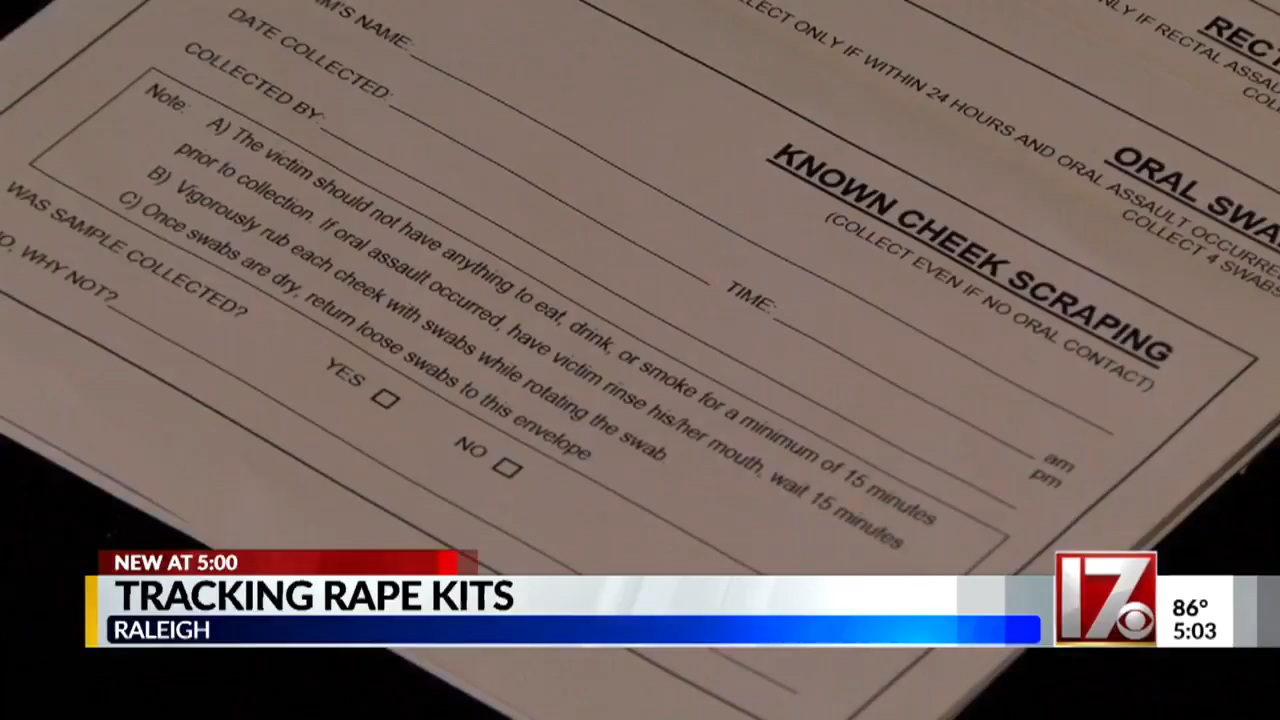 RECT
NLY IF RECTAL ASSAU
COL
ORAL SWA
LLECT ONLY IF WITHIN 24 HOURS AND ORAL ASSAULT OCCURRE
COLLECT 4 SWABS
KNOWN CHEEK SCRAPING
(COLLECT EVEN IF NO ORAL CONTACT)
IM'S NAME:
DATE COLLECTED: TIME: am
pm
COLLECTED BY:
Note: A) The victim should not have anything to eat, drink, or smoke for a minimum of 15 minutes
prior to collection. If oral assault occurred, have victim rinse his/her mouth, wait 15 minutes
B) Vigorously rub each cheek with swabs while rotating the swab
C) Once swabs are dry, return loose swabs to this envelope
WAS SAMPLE COLLECTED? YES NO
O, WHY NOT?
NEW AT 5:00
TRACKING RAPE KITS
RALEIGH
17
86°
5:03